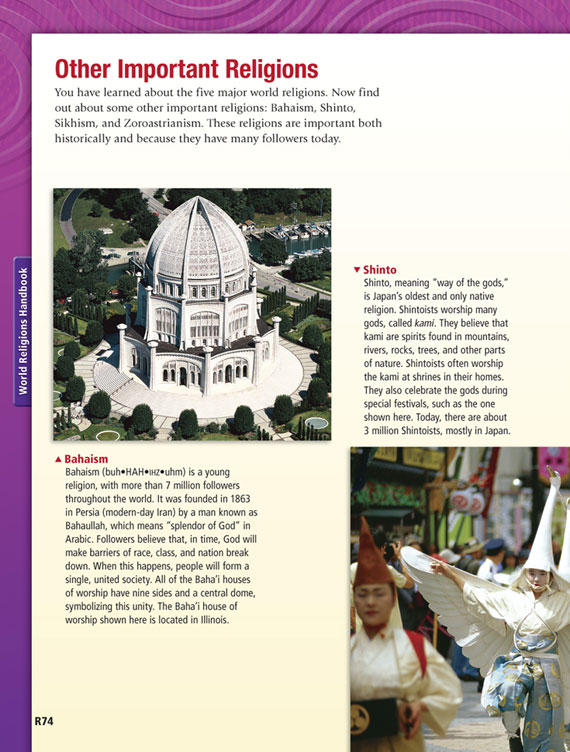 Other Important Religions
You have learned about the five major world religions. Now find
out about some other important religions: Bahaism, Shinto,
Sikhism, and Zoroastrianism. These religions are important both
historically and because they have many followers today.
World Religions Handbook
▲ Bahaism
Bahaism (buh•HAH•IHZ•uhm) is a young
religion, with more than 7 million followers
throughout the world. It was founded in 1863
in Persia (modern-day Iran) by a man known as
Bahaullah, which means “splendor of God” in
Arabic. Followers believe that, in time, God will
make barriers of race, class, and nation break
down. When this happens, people will form a
single, united society. All of the Baha’i houses
of worship have nine sides and a central dome,
symbolizing this unity. The Baha’i house of
worship shown here is located in Illinois.
▼ Shinto
Shinto, meaning “way of the gods,”
is Japan’s oldest and only native
religion. Shintoists worship many
gods, called kami. They believe that
kami are spirits found in mountains,
rivers, rocks, trees, and other parts
of nature. Shintoists often worship
the kami at shrines in their homes.
They also celebrate the gods during
special festivals, such as the one
shown here. Today, there are about
3 million Shintoists, mostly in Japan.
R74